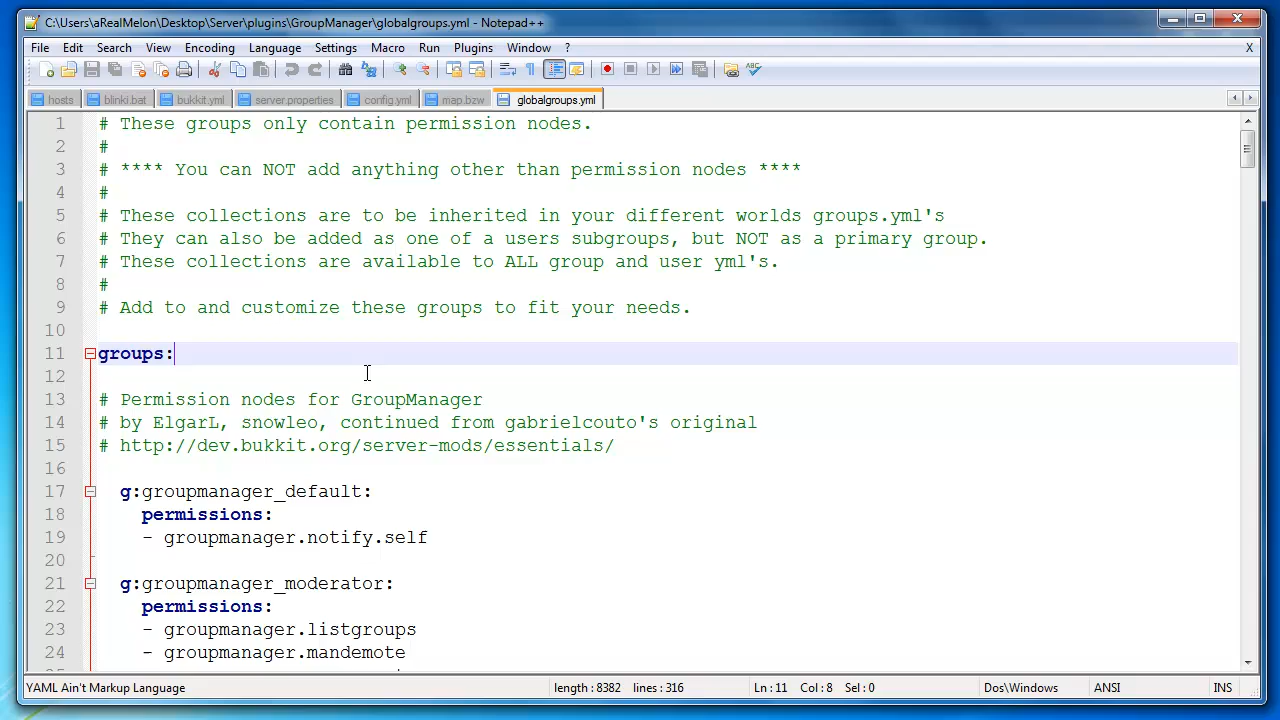 C:\Users\aRealMelon\Desktop\Server\plugins\GroupManager\globalgroups.yml - Notepad++
File Edit Search View Encoding Language Settings Macro Run Plugins Window ? X
hosts blinki.bat bukkit.yml server.properties config.yml map.bzw globalgroups.yml
1 # These groups only contain permission nodes.
2 #
3 # **** You can NOT add anything other than permission nodes ****
4 #
5 # These collections are to be inherited in your different worlds groups.yml's
6 # They can also be added as one of a users subgroups, but NOT as a primary group.
7 # These collections are available to ALL group and user yml's.
8 #
9 # Add to and customize these groups to fit your needs.
10
11 groups:
12
13 # Permission nodes for GroupManager
14 # by ElgarL, snowleo, continued from gabrielcouto's original
15 # http://dev.bukkit.org/server-mods/essentials/
16
17 g:groupmanager_default:
18 permissions:
19 - groupmanager.notify.self
20
21 g:groupmanager_moderator:
22 permissions:
23 - groupmanager.listgroups
24 - groupmanager.mandemote
YAML Ain't Markup Language length : 8382 lines : 316 Ln : 11 Col : 8 Sel : 0 Dos\Windows ANSI INS